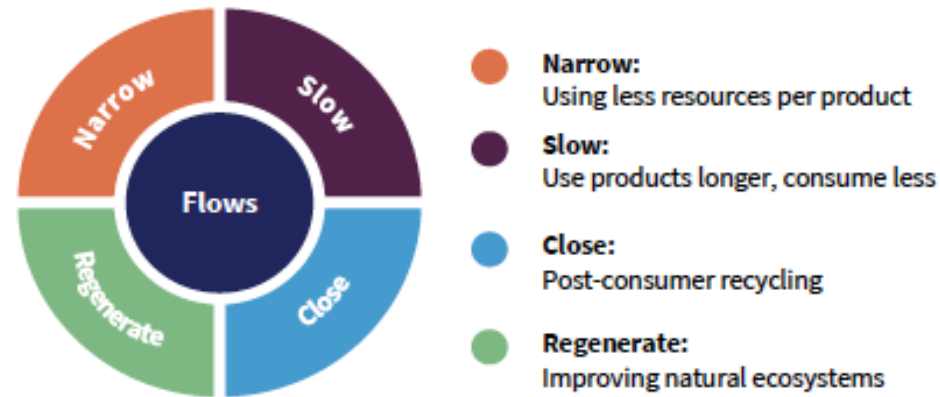 Narrow
Slow
Flows
Regenerate
Close
Narrow:
Using less resources per product
Slow:
Use products longer, consume less
Close:
Post-consumer recycling
Regenerate:
Improving natural ecosystems